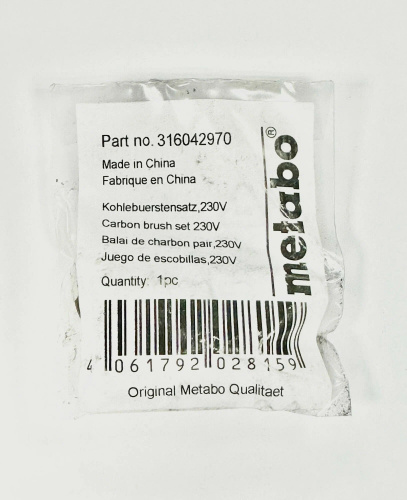 Part no. 316042970
Made in China
Fabrique en China
Kohlebuerstensatz,230V
Carbon brush set 230V
Balai de charbon pair,230V
Juego de escobillas,230V
Quantity: 1pc
metabo®
4 061792 028159
Original Metabo Qualitaet